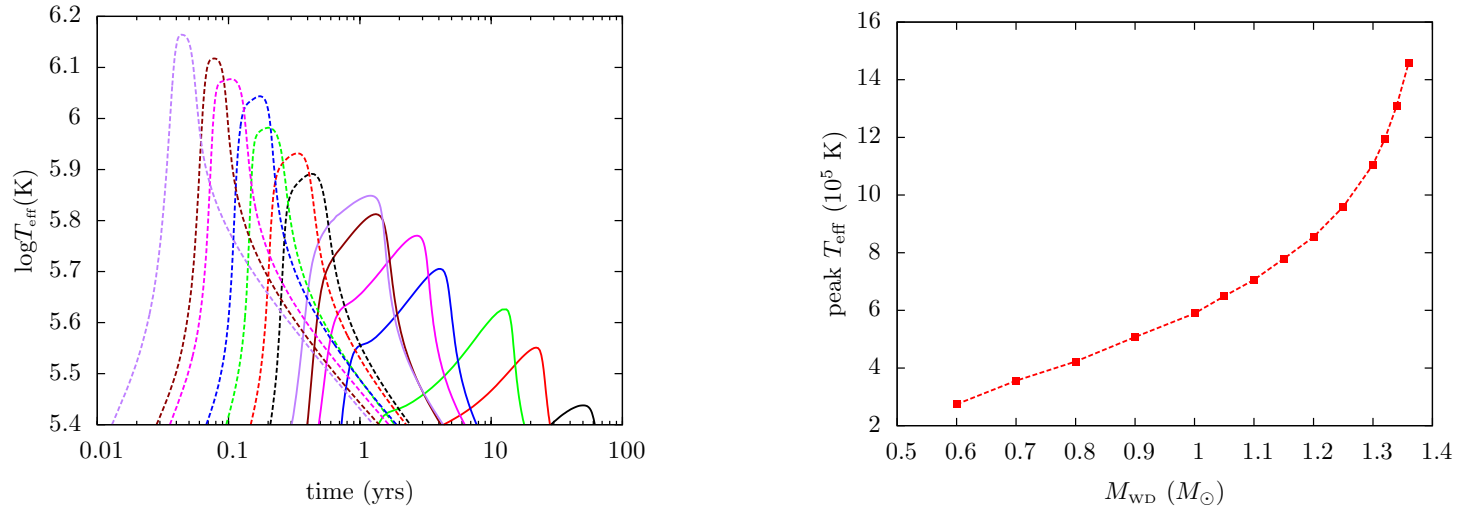 6.2
6.1
6
5.9
5.8
5.7
5.6
5.5
5.4
logT_eff(K)
0.01 0.1 1 10 100
time (yrs)
16
14
12
10
8
6
4
2
peak T_eff (10^5 K)
0.5 0.6 0.7 0.8 0.9 1 1.1 1.2 1.3 1.4
M_WD (M_⊙)